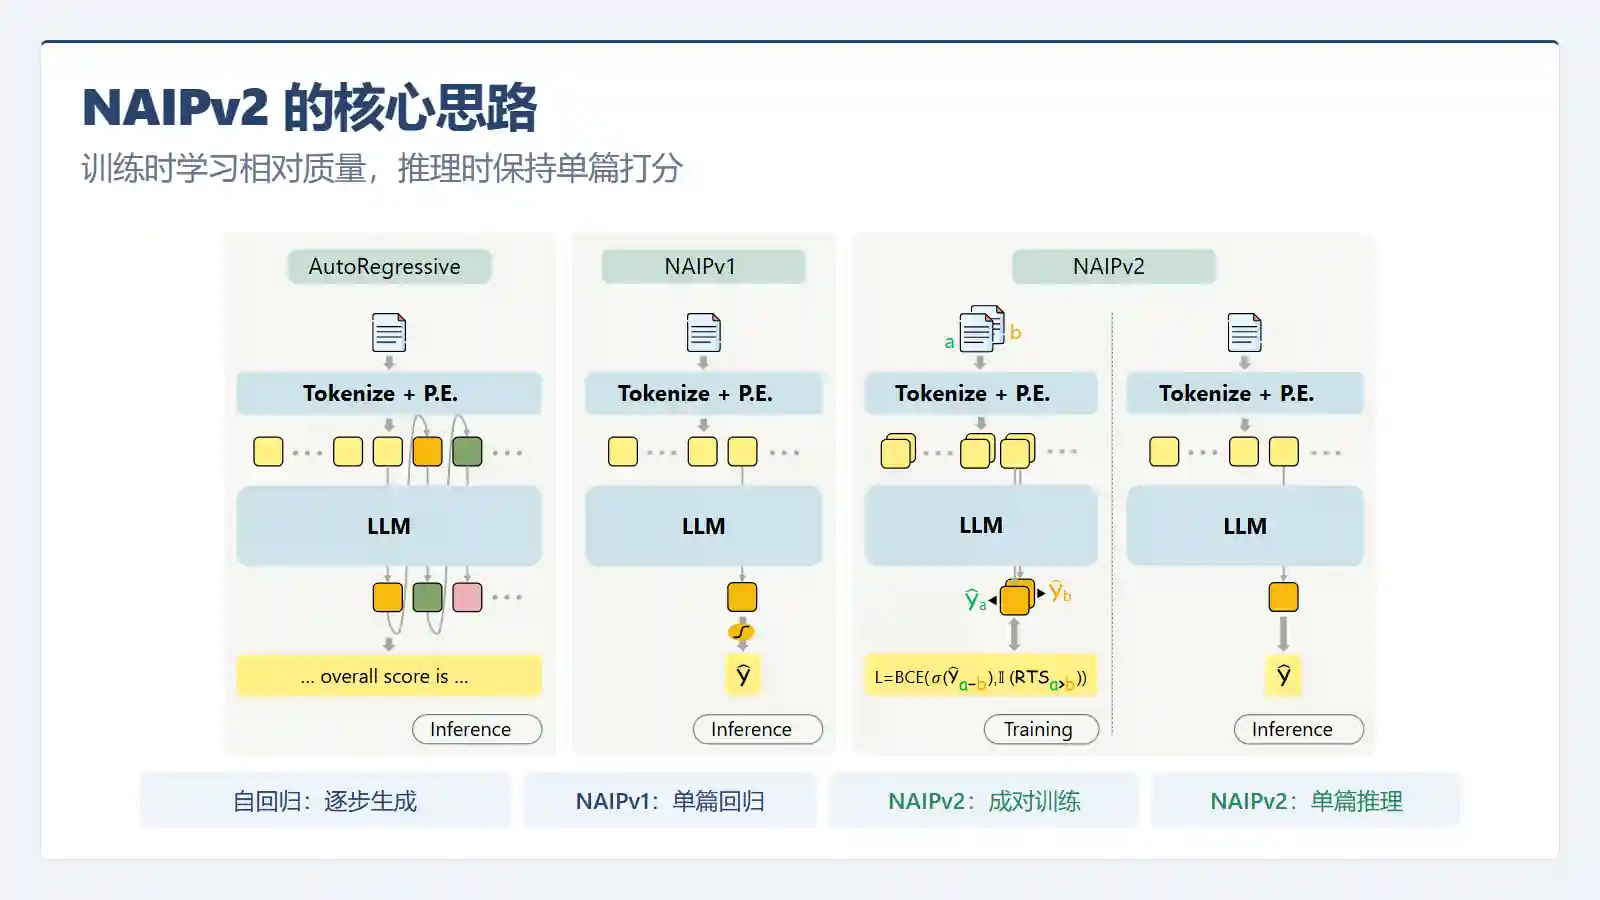 NAIPv2 的核心思路
训练时学习相对质量，推理时保持单篇打分
AutoRegressive
Tokenize + P.E.
LLM
... overall score is ...
Inference
NAIPv1
Tokenize + P.E.
LLM
ŷ
Inference
NAIPv2
a
b
Tokenize + P.E.
LLM
ŷa
ŷb
L=BCE(σ(ŷa-b),𝕀(RTSa>b))
Training
Tokenize + P.E.
LLM
ŷ
Inference
自回归：逐步生成
NAIPv1：单篇回归
NAIPv2：成对训练
NAIPv2：单篇推理